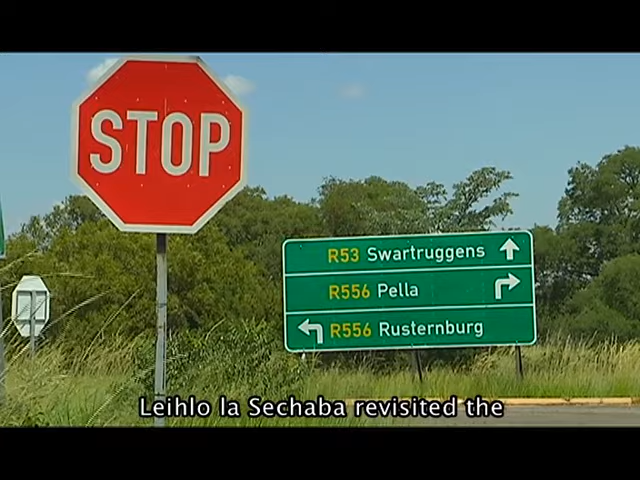 STOP
R53 Swartruggens
R556 Pella
R556 Rusternburg
Leihlo la Sechaba revisited the